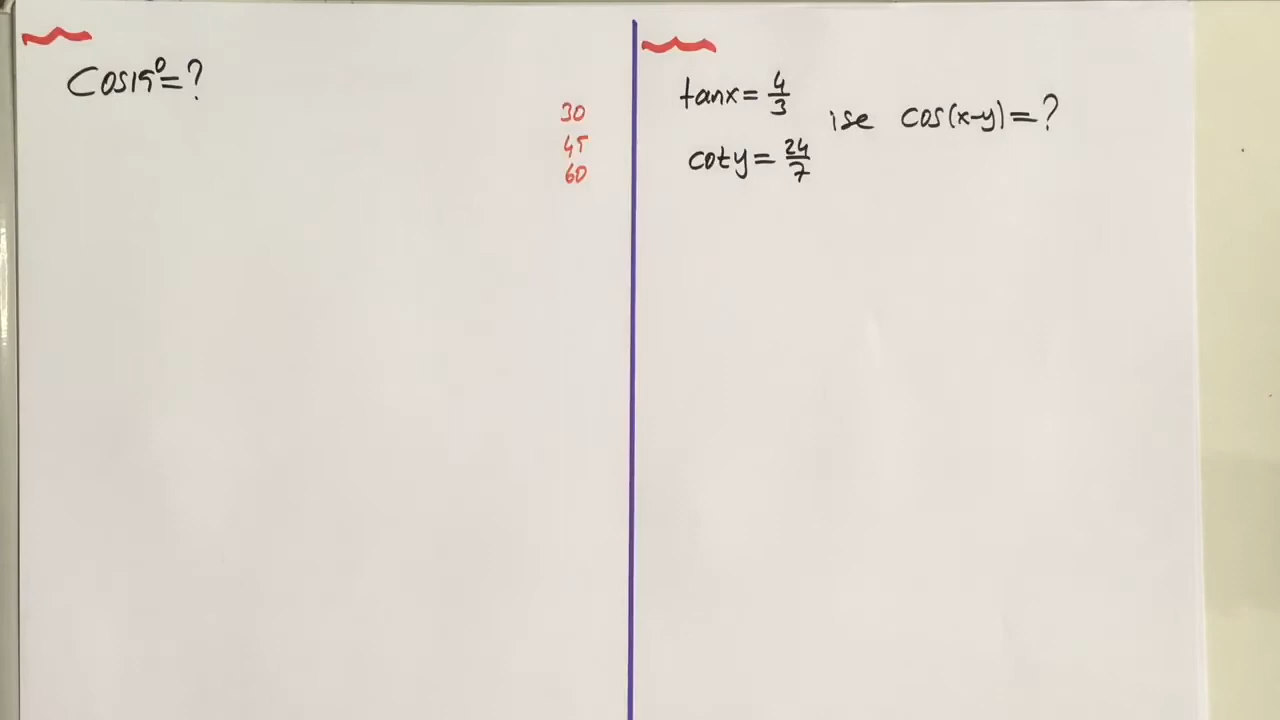 cos15°=?
30
45
60
tanx = 4/3
coty = 24/7
ise cos(x-y)=?